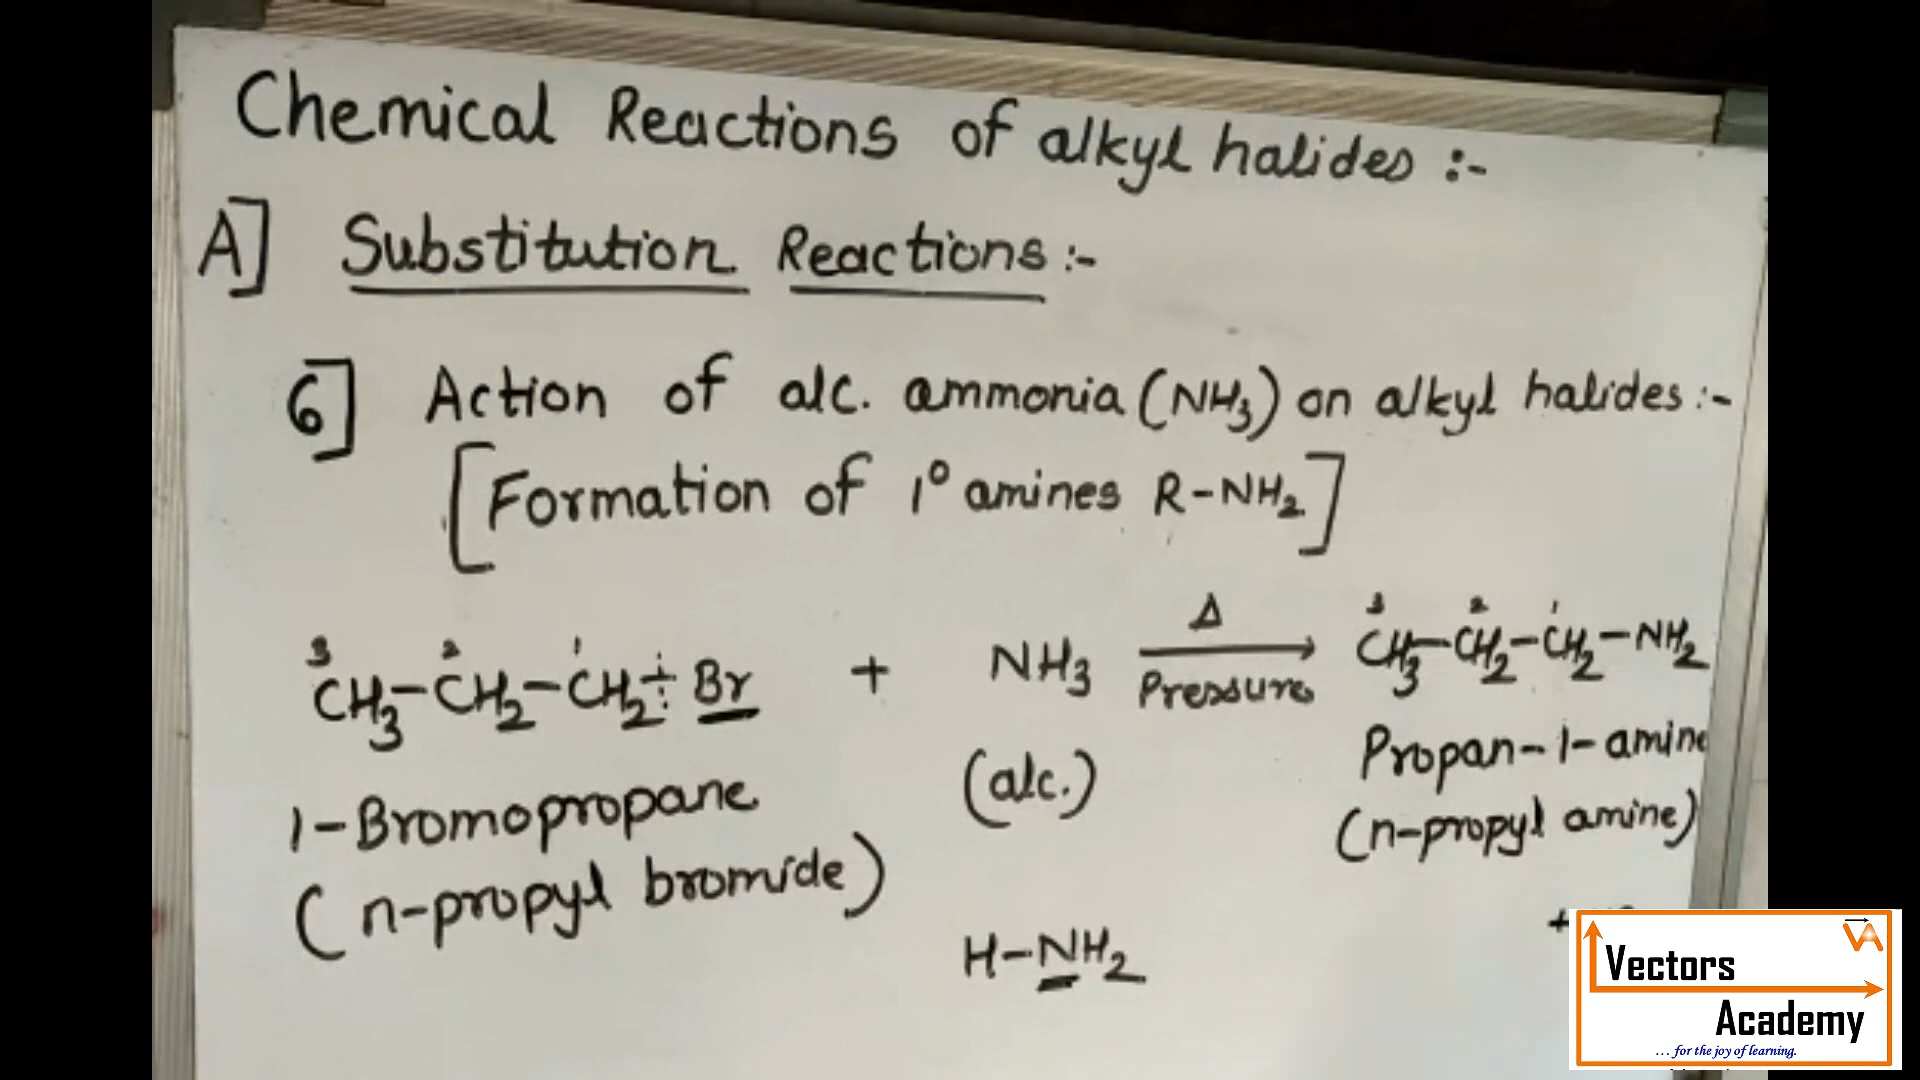 Chemical Reactions of alkyl halides :-
A] Substitution Reactions :-
6] Action of alc. ammonia (NH3) on alkyl halides :-
[Formation of 1° amines R-NH2]
3 2 1
CH3-CH2-CH2-Br + NH3 Δ Pressure CH3-CH2-CH2-NH2
3 2 1
1-Bromopropane (alc.) Propan-1-amine
(n-propyl bromide) (n-propyl amine)
H-NH2 +
VA
Vectors
Academy
... for the joy of learning.